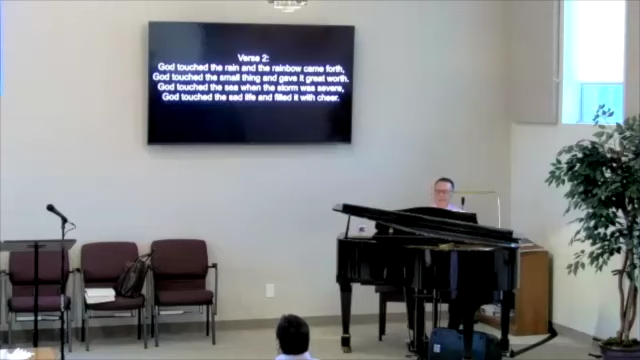 Verse 2:
God touched the rain and the rainbow came forth,
God touched the small thing and gave it great worth.
God touched the sea when the storm was severe,
God touched the sad life and filled it with cheer.